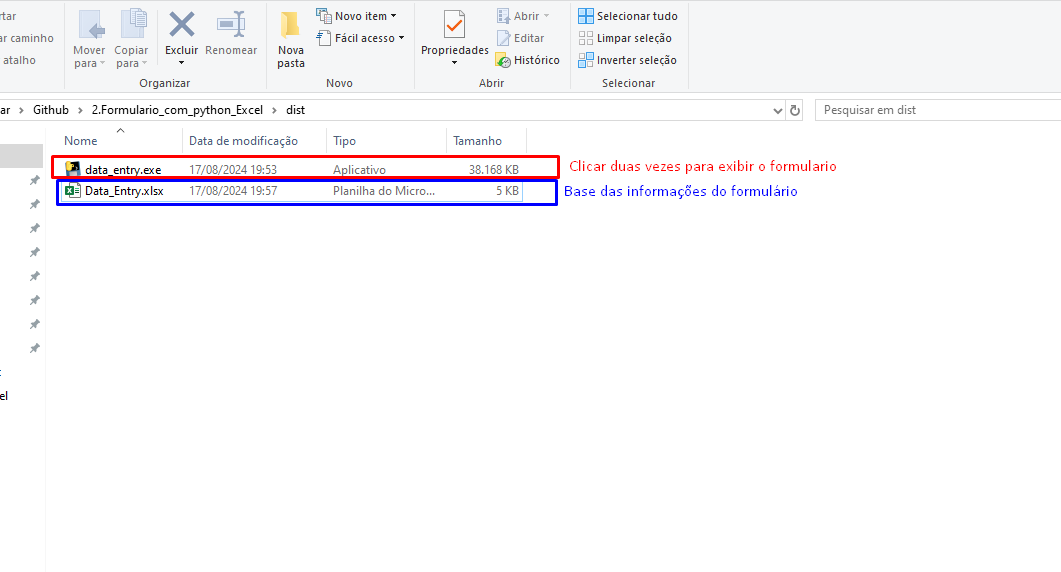 rtar
ar caminho
atalho
Mover para
Copiar para
Excluir
Renomear
Organizar
Nova pasta
Novo item
Fácil acesso
Novo
Propriedades
Abrir
Editar
Histórico
Abrir
Selecionar tudo
Limpar seleção
Inverter seleção
Selecionar
ar > Github > 2.Formulario_com_python_Excel > dist
Pesquisar em dist
Nome Data de modificação Tipo Tamanho
data_entry.exe 17/08/2024 19:53 Aplicativo 38.168 KB Clicar duas vezes para exibir o formulario
Data_Entry.xlsx 17/08/2024 19:57 Planilha do Micro... 5 KB Base das informações do formulário
el